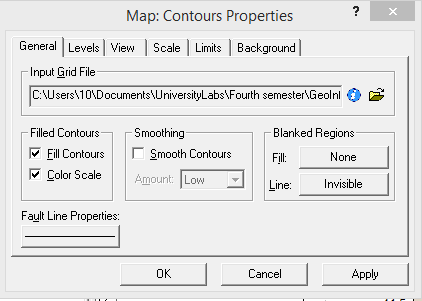 Map: Contours Properties ? ×
General Levels View Scale Limits Background
Input Grid File
C:\Users\10\Documents\UniversityLabs\Fourth semester\GeoInl
Filled Contours Smoothing Blanked Regions
Fill Contours Smooth Contours Fill: None
Color Scale Amount: Low Line: Invisible
Fault Line Properties:
OK Cancel Apply